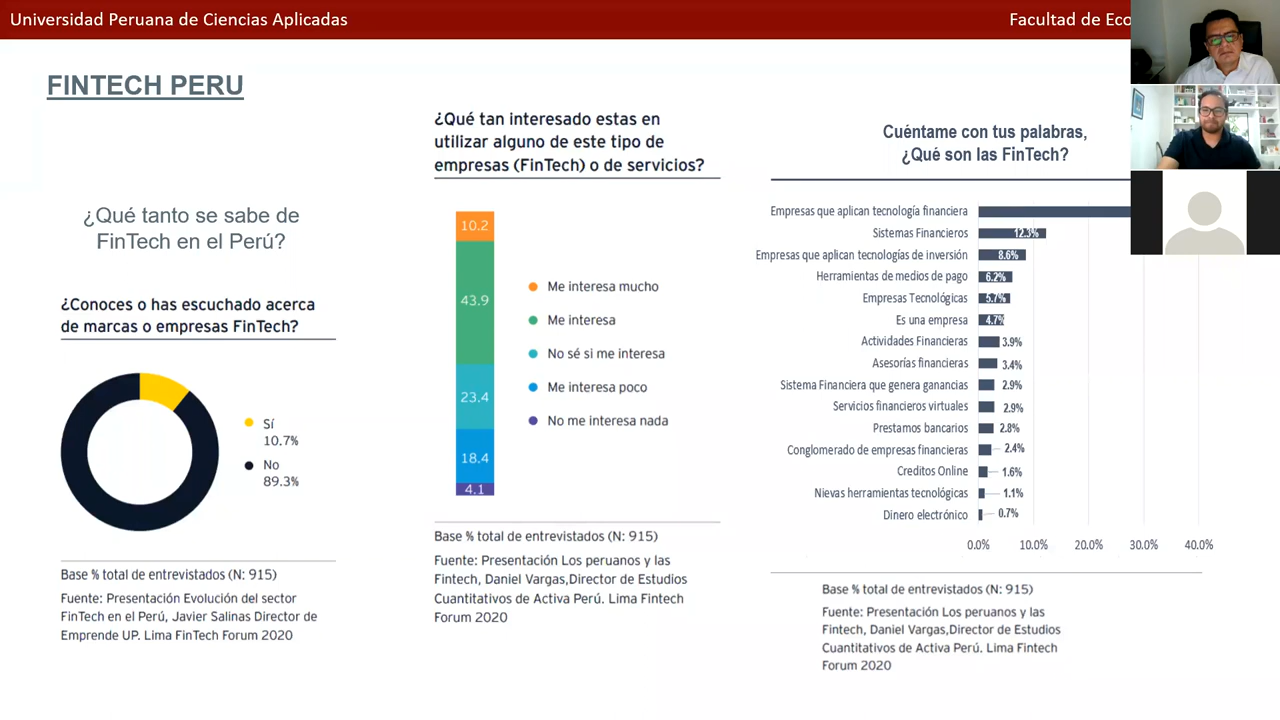 Universidad Peruana de Ciencias Aplicadas
Facultad de Eco
FINTECH PERU
¿Qué tanto se sabe de
FinTech en el Perú?
¿Conoces o has escuchado acerca
de marcas o empresas FinTech?
Sí
10.7%
No
89.3%
Base % total de entrevistados (N: 915)
Fuente: Presentación Evolución del sector
FinTech en el Perú, Javier Salinas Director de
Emprende UP. Lima FinTech Forum 2020
¿Qué tan interesado estas en
utilizar alguno de este tipo de
empresas (FinTech) o de servicios?
10.2
43.9
23.4
18.4
4.1
Me interesa mucho
Me interesa
No sé si me interesa
Me interesa poco
No me interesa nada
Base % total de entrevistados (N: 915)
Fuente: Presentación Los peruanos y las
Fintech, Daniel Vargas,Director de Estudios
Cuantitativos de Activa Perú. Lima Fintech
Forum 2020
Cuéntame con tus palabras,
¿Qué son las FinTech?
Empresas que aplican tecnología financiera
Sistemas Financieros 12.3%
Empresas que aplican tecnologías de inversión 8.6%
Herramientas de medios de pago 6.2%
Empresas Tecnológicas 5.7%
Es una empresa 4.7%
Actividades Financieras 3.9%
Asesorías financieras 3.4%
Sistema Financiera que genera ganancias 2.9%
Servicios financieros virtuales 2.9%
Prestamos bancarios 2.8%
Conglomerado de empresas financieras 2.4%
Creditos Online 1.6%
Nievas herramientas tecnológicas 1.1%
Dinero electrónico 0.7%
0.0% 10.0% 20.0% 30.0% 40.0%
Base % total de entrevistados (N: 915)
Fuente: Presentación Los peruanos y las
Fintech, Daniel Vargas,Director de Estudios
Cuantitativos de Activa Perú. Lima Fintech
Forum 2020